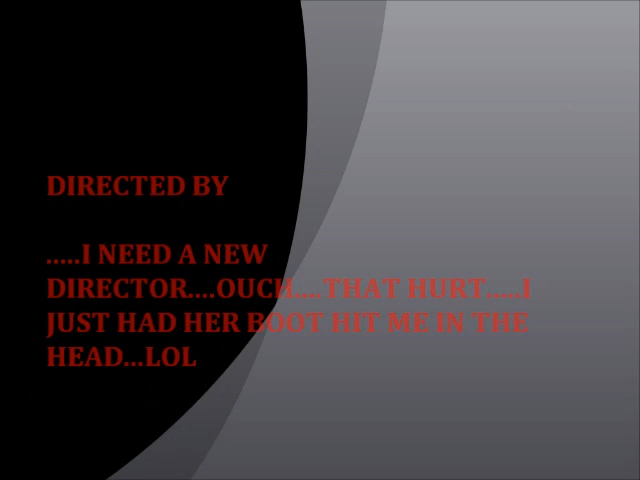 DIRECTED BY
.....I NEED A NEW
DIRECTOR....OUCH....THAT HURT.....I
JUST HAD HER BOOT HIT ME IN THE
HEAD...LOL